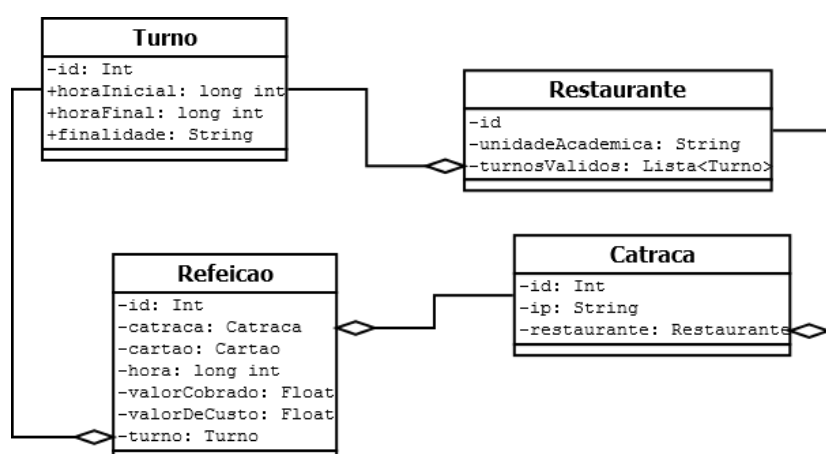 Turno
-id: Int
+horaInicial: long int
+horaFinal: long int
+finalidade: String
Restaurante
-id
-unidadeAcademica: String
-turnosValidos: Lista<Turno>
Refeicao
-id: Int
-catraca: Catraca
-cartao: Cartao
-hora: long int
-valorCobrado: Float
-valorDeCusto: Float
-turno: Turno
Catraca
-id: Int
-ip: String
-restaurante: Restaurante